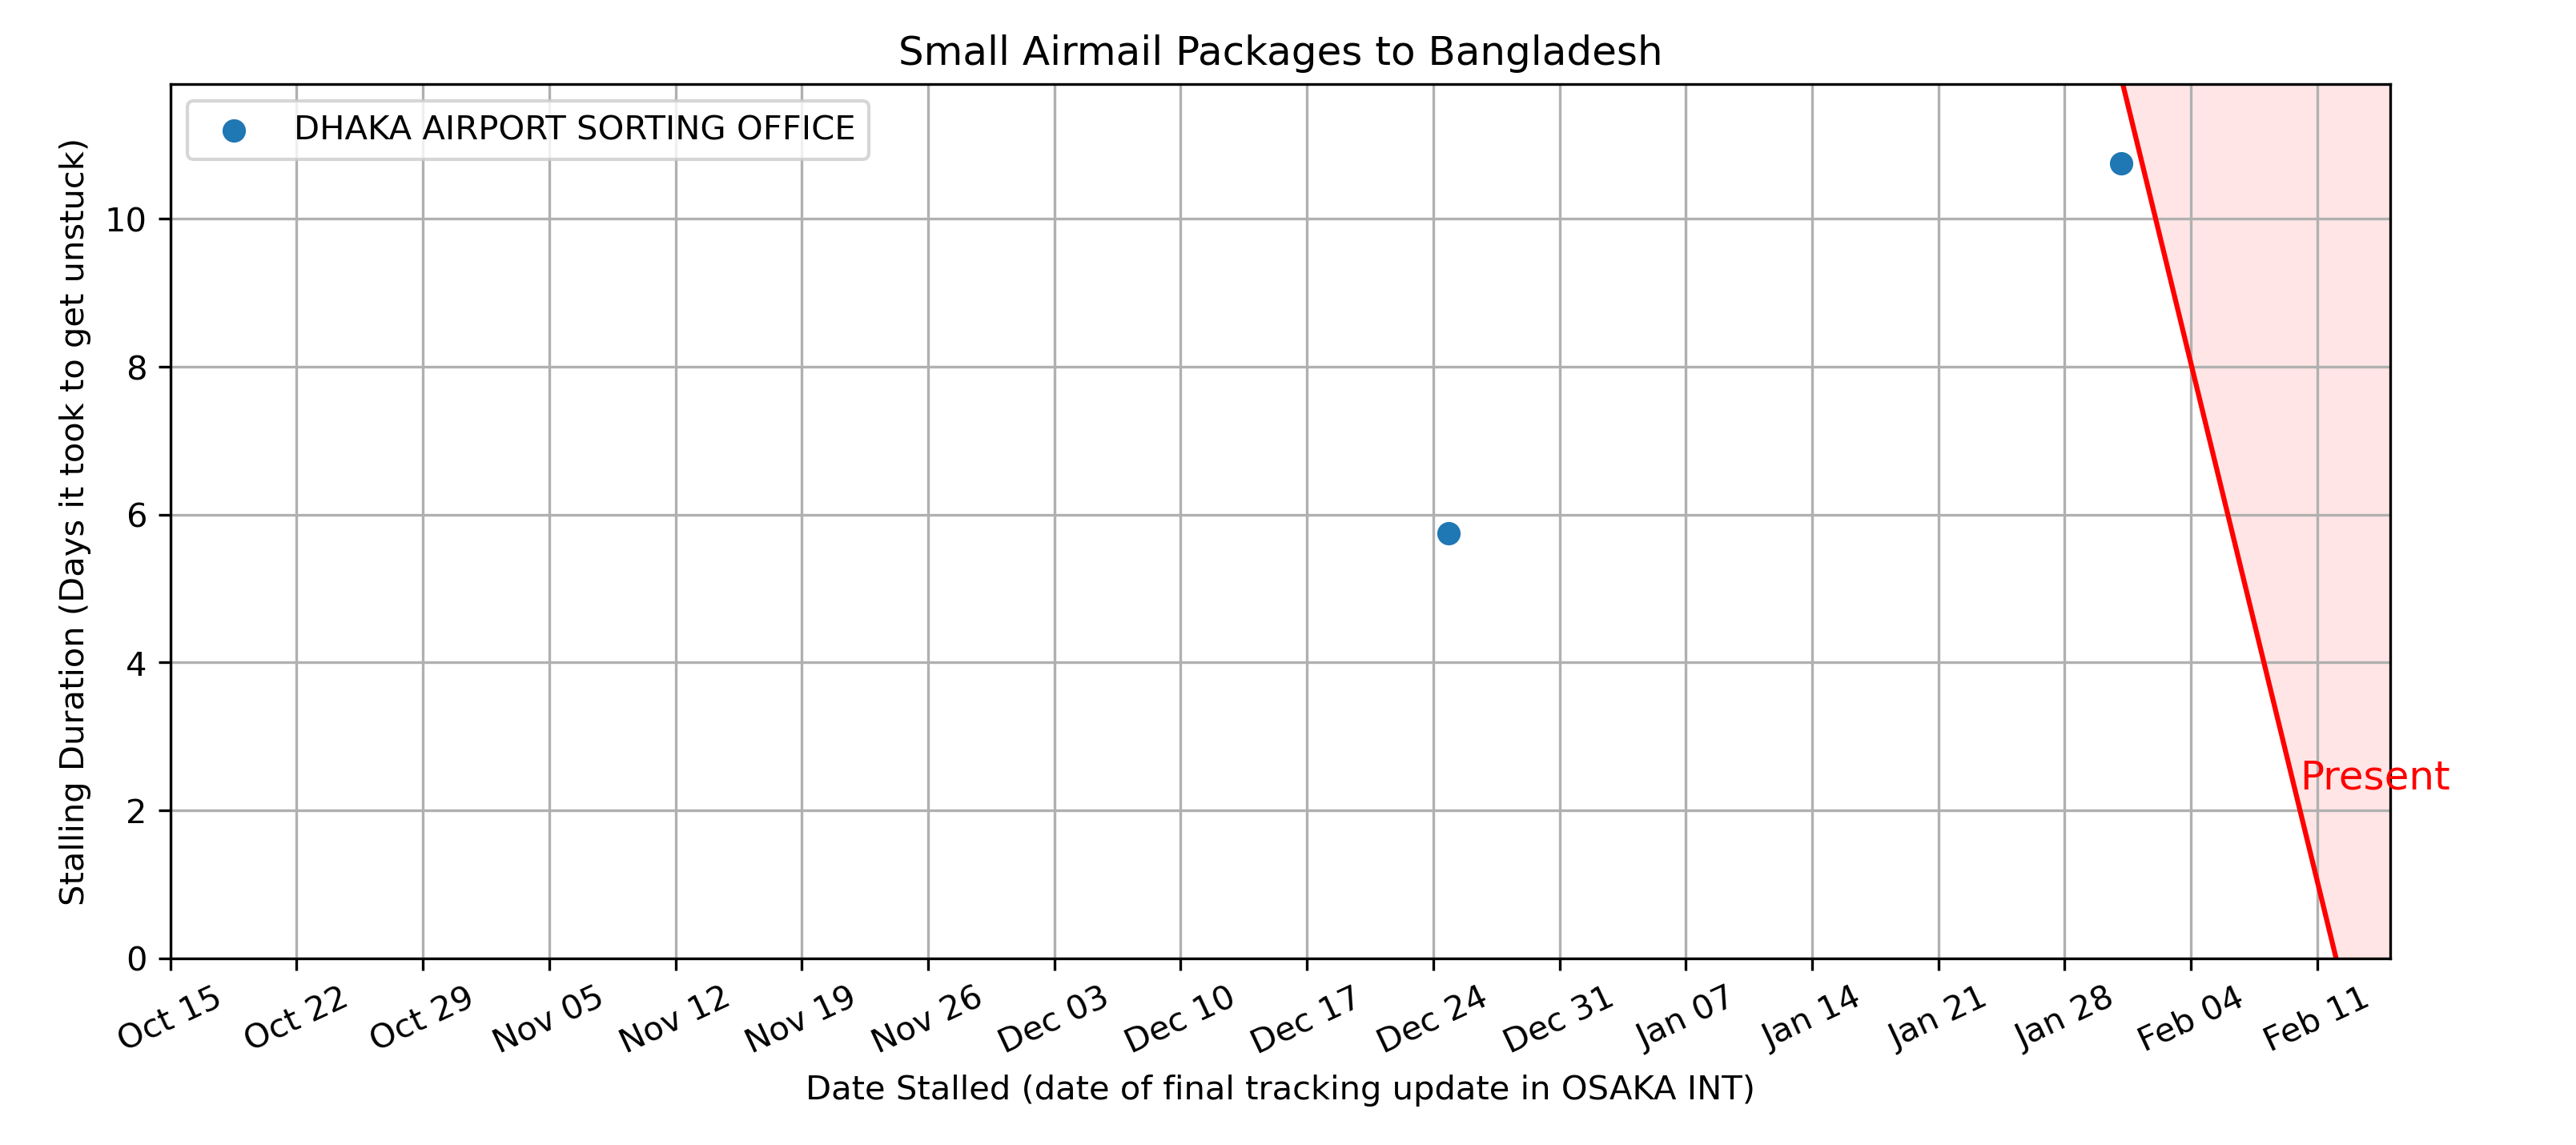 Small Airmail Packages to Bangladesh
DHAKA AIRPORT SORTING OFFICE
Stalling Duration (Days it took to get unstuck)
10
8
6
4
2
0
Present
Oct 15
Oct 22
Oct 29
Nov 05
Nov 12
Nov 19
Nov 26
Dec 03
Dec 10
Dec 17
Dec 24
Dec 31
Jan 07
Jan 14
Jan 21
Jan 28
Feb 04
Feb 11
Date Stalled (date of final tracking update in OSAKA INT)